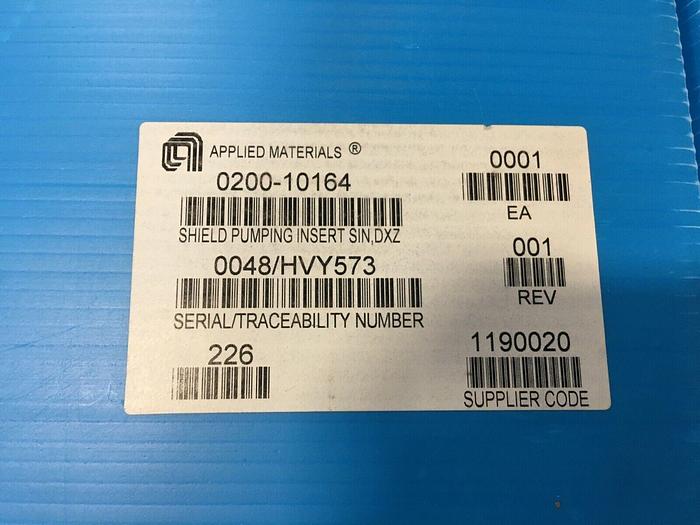 APPLIED MATERIALS ®
0200-10164
SHIELD PUMPING INSERT SIN,DXZ
0048/HVY573
SERIAL/TRACEABILITY NUMBER
226
0001
EA
001
REV
1190020
SUPPLIER CODE